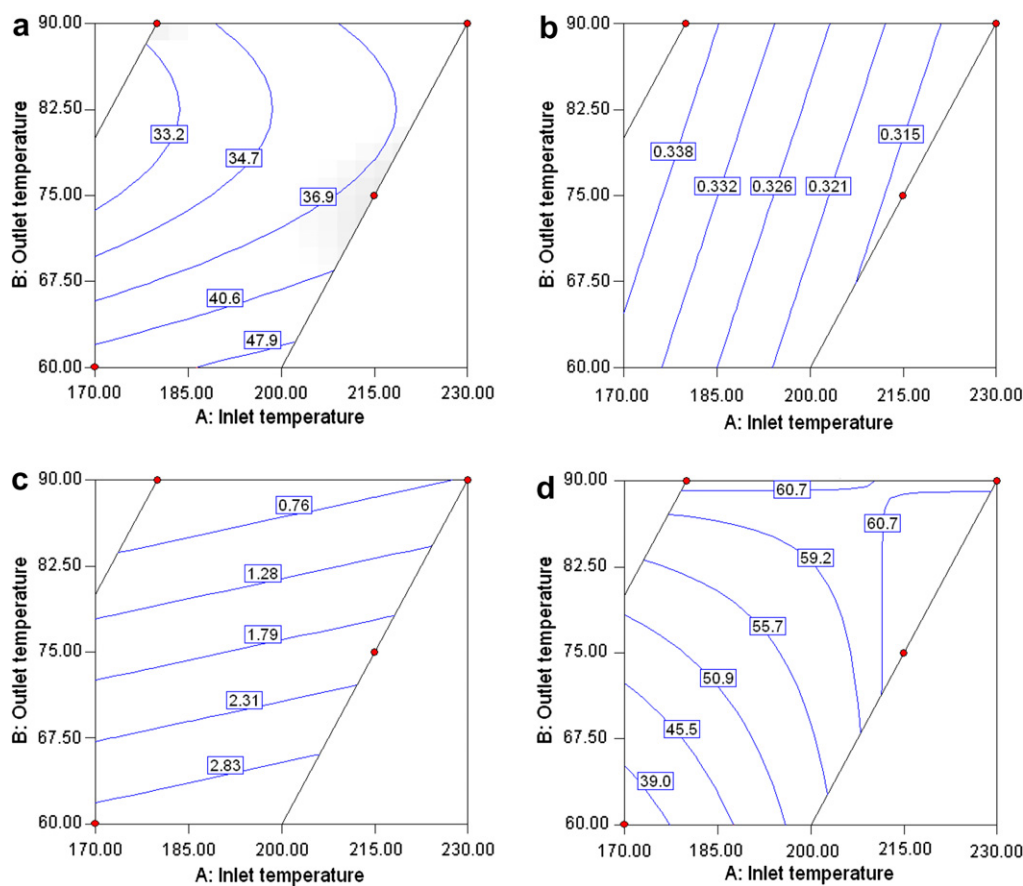 a
90.00
82.50
75.00
67.50
60.00
B: Outlet temperature
33.2
34.7
36.9
40.6
47.9
170.00 185.00 200.00 215.00 230.00
A: Inlet temperature
b
90.00
82.50
75.00
67.50
60.00
B: Outlet temperature
0.338
0.332
0.326
0.321
0.315
170.00 185.00 200.00 215.00 230.00
A: Inlet temperature
c
90.00
82.50
75.00
67.50
60.00
B: Outlet temperature
0.76
1.28
1.79
2.31
2.83
170.00 185.00 200.00 215.00 230.00
A: Inlet temperature
d
90.00
82.50
75.00
67.50
60.00
B: Outlet temperature
60.7
60.7
59.2
55.7
50.9
45.5
39.0
170.00 185.00 200.00 215.00 230.00
A: Inlet temperature